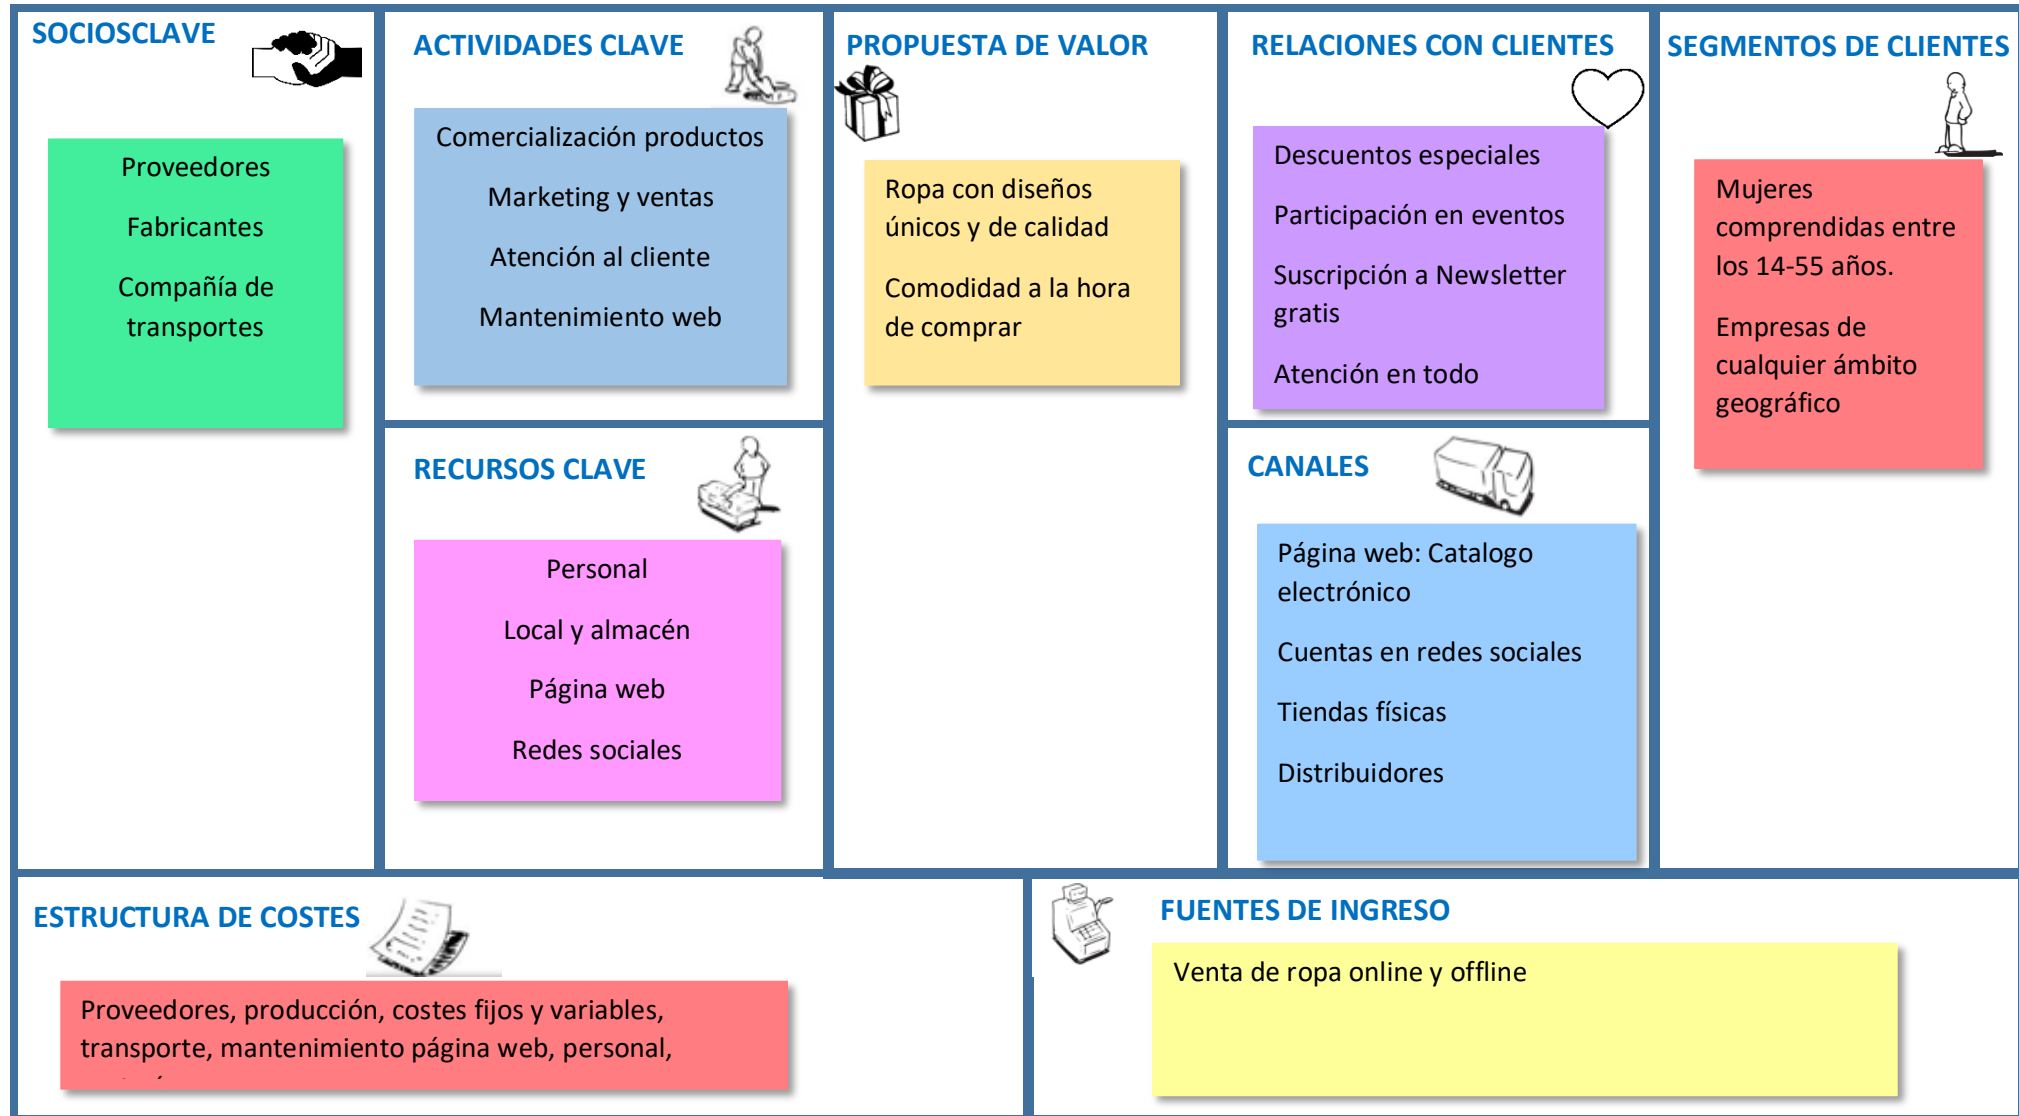 SOCIOSCLAVE
Proveedores
Fabricantes
Compañía de
transportes
ACTIVIDADES CLAVE
Comercialización productos
Marketing y ventas
Atención al cliente
Mantenimiento web
RECURSOS CLAVE
Personal
Local y almacén
Página web
Redes sociales
PROPUESTA DE VALOR
Ropa con diseños
únicos y de calidad
Comodidad a la hora
de comprar
RELACIONES CON CLIENTES
Descuentos especiales
Participación en eventos
Suscripción a Newsletter
gratis
Atención en todo
CANALES
Página web: Catalogo
electrónico
Cuentas en redes sociales
Tiendas físicas
Distribuidores
SEGMENTOS DE CLIENTES
Mujeres
comprendidas entre
los 14-55 años.
Empresas de
cualquier ámbito
geográfico
ESTRUCTURA DE COSTES
Proveedores, producción, costes fijos y variables,
transporte, mantenimiento página web, personal,
FUENTES DE INGRESO
Venta de ropa online y offline